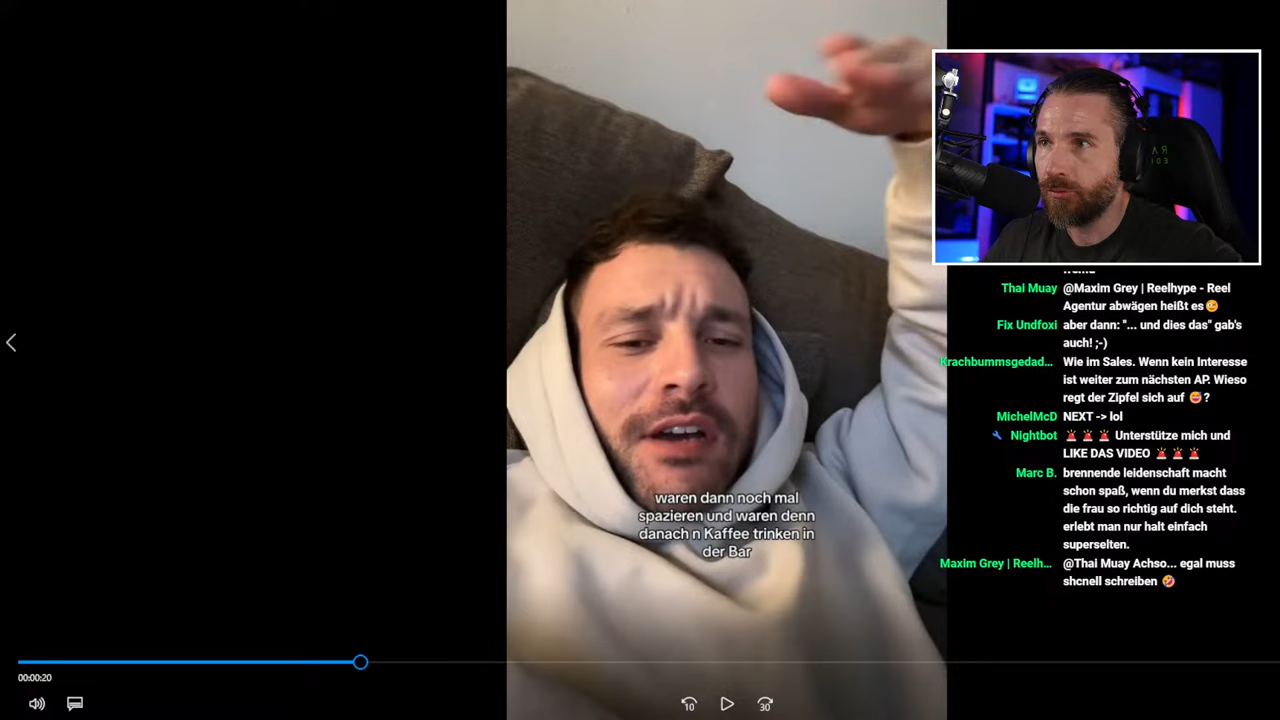 Thai Muay @Maxim Grey | Reelhype - Reel
Agentur abwägen heißt es🧐
Fix Undfoxi aber dann: "... und dies das" gab's
auch! ;-)
Krachbummsgedad... Wie im Sales. Wenn kein Interesse
ist weiter zum nächsten AP. Wieso
regt der Zipfel sich auf 😅?
MichelMcD NEXT -> lol
Nightbot 🚨 🚨 🚨 Unterstütze mich und
LIKE DAS VIDEO 🚨 🚨 🚨
Marc B. brennende leidenschaft macht
schon spaß, wenn du merkst dass
die frau so richtig auf dich steht.
erlebt man nur halt einfach
superselten.
Maxim Grey | Reelh... @Thai Muay Achso... egal muss
shcnell schreiben 🤣
waren dann noch mal
spazieren und waren denn
danach n Kaffee trinken in
der Bar
00:00:20
10
30